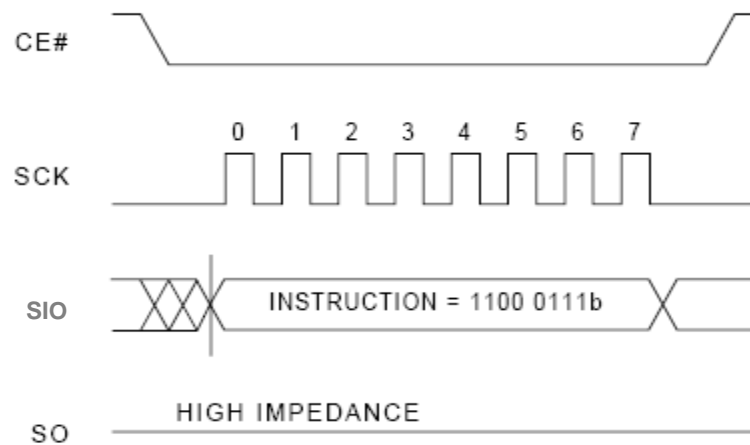 CE#
0 1 2 3 4 5 6 7
SCK
SIO INSTRUCTION = 1100 0111b
HIGH IMPEDANCE
SO